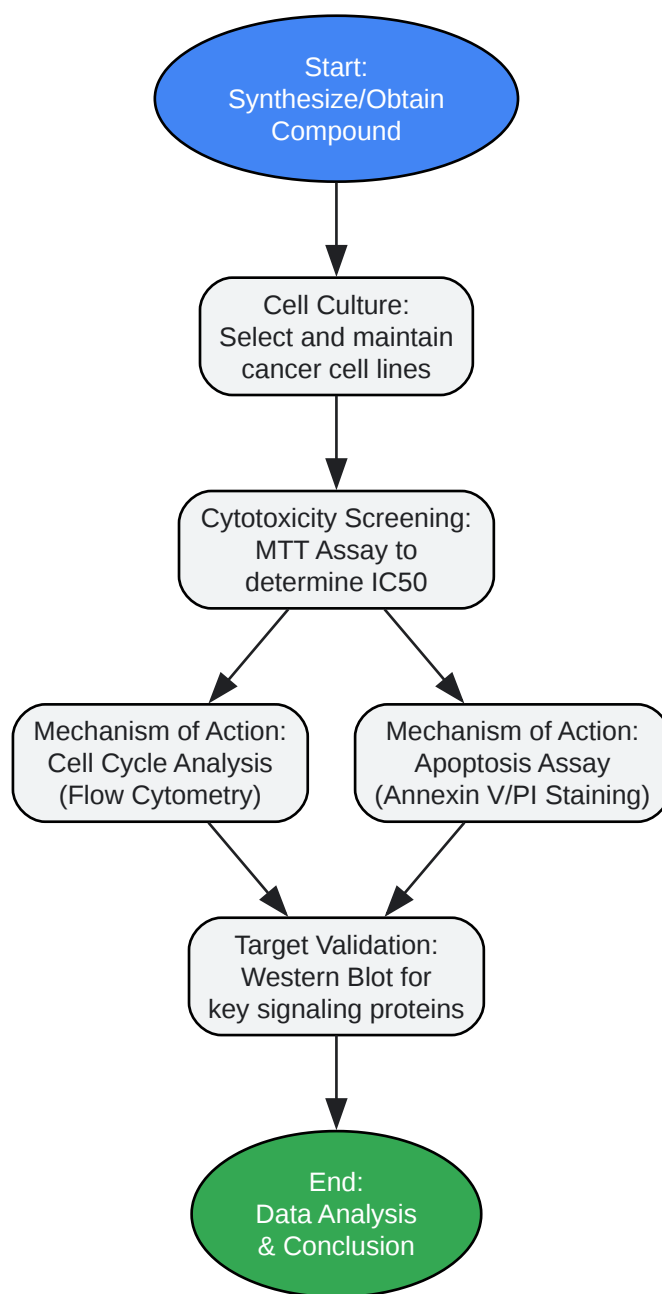 Start:
Synthesize/Obtain
Compound
Cell Culture:
Select and maintain
cancer cell lines
Cytotoxicity Screening:
MTT Assay to
determine IC50
Mechanism of Action:
Cell Cycle Analysis
(Flow Cytometry)
Mechanism of Action:
Apoptosis Assay
(Annexin V/PI Staining)
Target Validation:
Western Blot for
key signaling proteins
End:
Data Analysis
& Conclusion